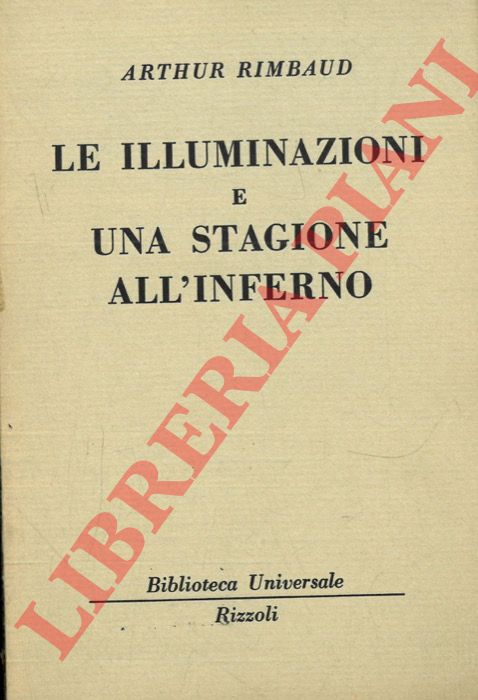 ARTHUR RIMBAUD
LE ILLUMINAZIONI
E
UNA STAGIONE
ALL'INFERNO
LIBRERIA PIANI
Biblioteca Universale
Rizzoli